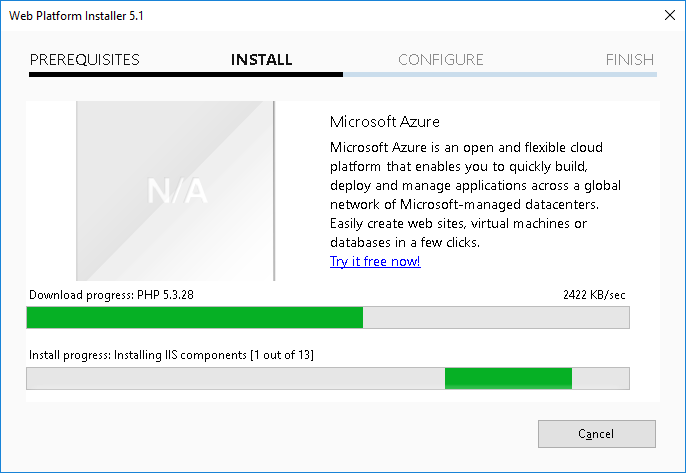 Web Platform Installer 5.1
PREREQUISITES INSTALL CONFIGURE FINISH
N/A
Microsoft Azure
Microsoft Azure is an open and flexible cloud
platform that enables you to quickly build,
deploy and manage applications across a global
network of Microsoft-managed datacenters.
Easily create web sites, virtual machines or
databases in a few clicks.
Try it free now!
Download progress: PHP 5.3.28 2422 KB/sec
Install progress: Installing IIS components [1 out of 13]
Cancel